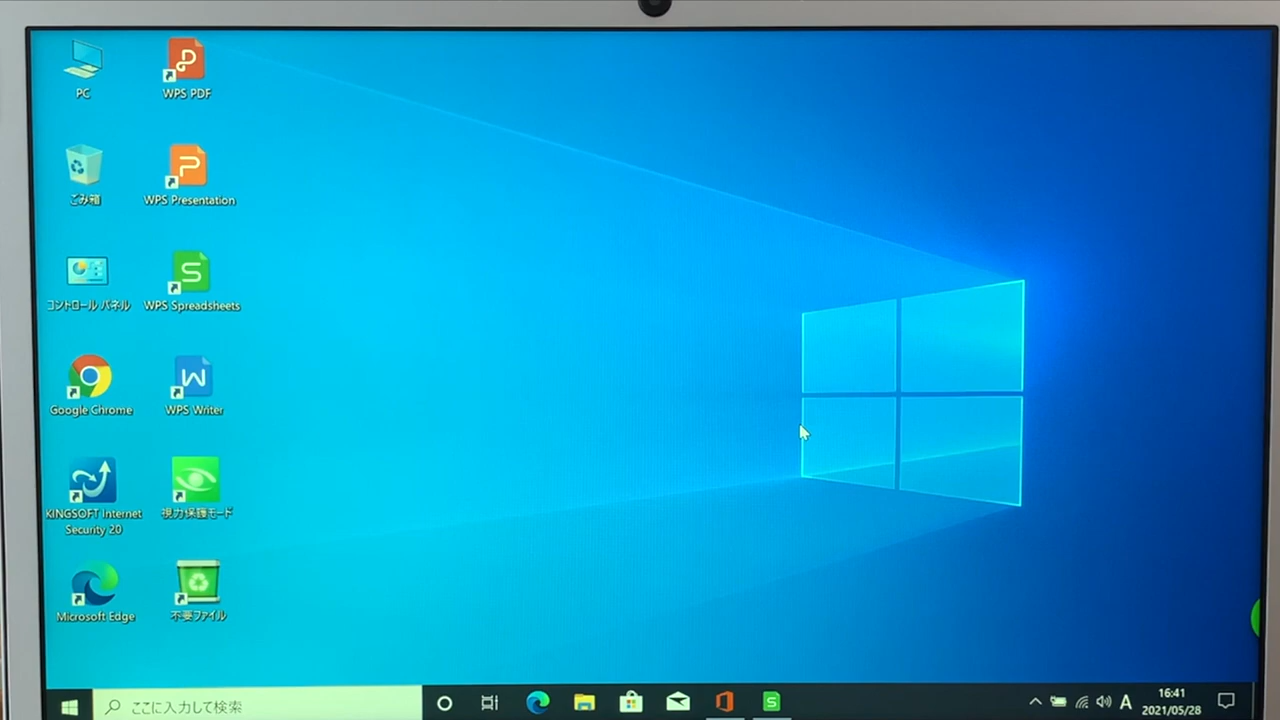 PC
WPS PDF
ごみ箱
WPS Presentation
コントロール パネル
WPS Spreadsheets
Google Chrome
WPS Writer
KINGSOFT Internet
Security 20
視力保護モード
Microsoft Edge
不要ファイル
ここに入力して検索
A
16:41
2021/05/28